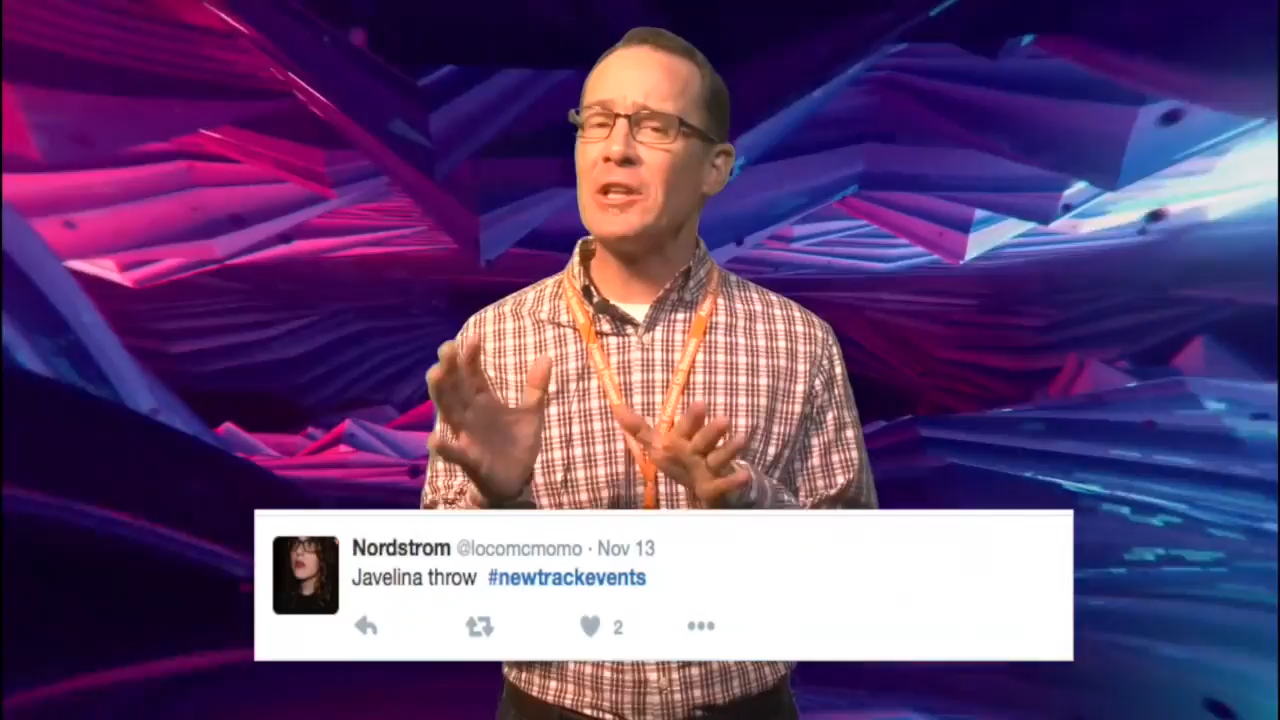 Nordstrom @locomcmomo · Nov 13
Javelina throw #newtrackevents
2